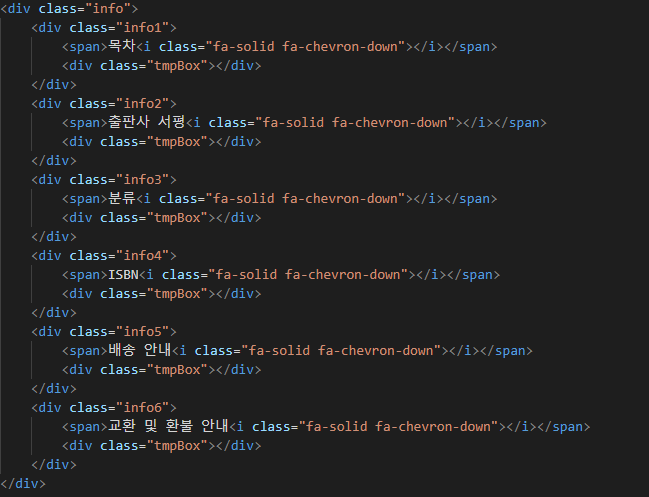 <div class="info">
<div class="info1">
<span>목차<i class="fa-solid fa-chevron-down"></i></span>
<div class="tmpBox"></div>
</div>
<div class="info2">
<span>출판사 서평<i class="fa-solid fa-chevron-down"></i></span>
<div class="tmpBox"></div>
</div>
<div class="info3">
<span>분류<i class="fa-solid fa-chevron-down"></i></span>
<div class="tmpBox"></div>
</div>
<div class="info4">
<span>ISBN<i class="fa-solid fa-chevron-down"></i></span>
<div class="tmpBox"></div>
</div>
<div class="info5">
<span>배송 안내<i class="fa-solid fa-chevron-down"></i></span>
<div class="tmpBox"></div>
</div>
<div class="info6">
<span>교환 및 환불 안내<i class="fa-solid fa-chevron-down"></i></span>
<div class="tmpBox"></div>
</div>
</div>